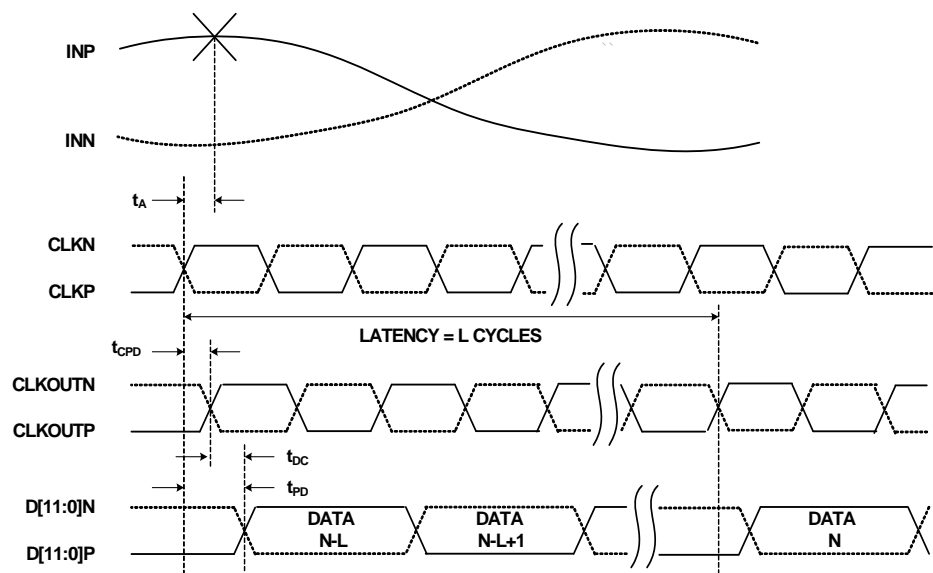 INP
INN
tA
CLKN
CLKP
LATENCY = L CYCLES
tCPD
CLKOUTN
CLKOUTP
tDC
tPD
D[11:0]N
D[11:0]P
DATA
N-L
DATA
N-L+1
DATA
N